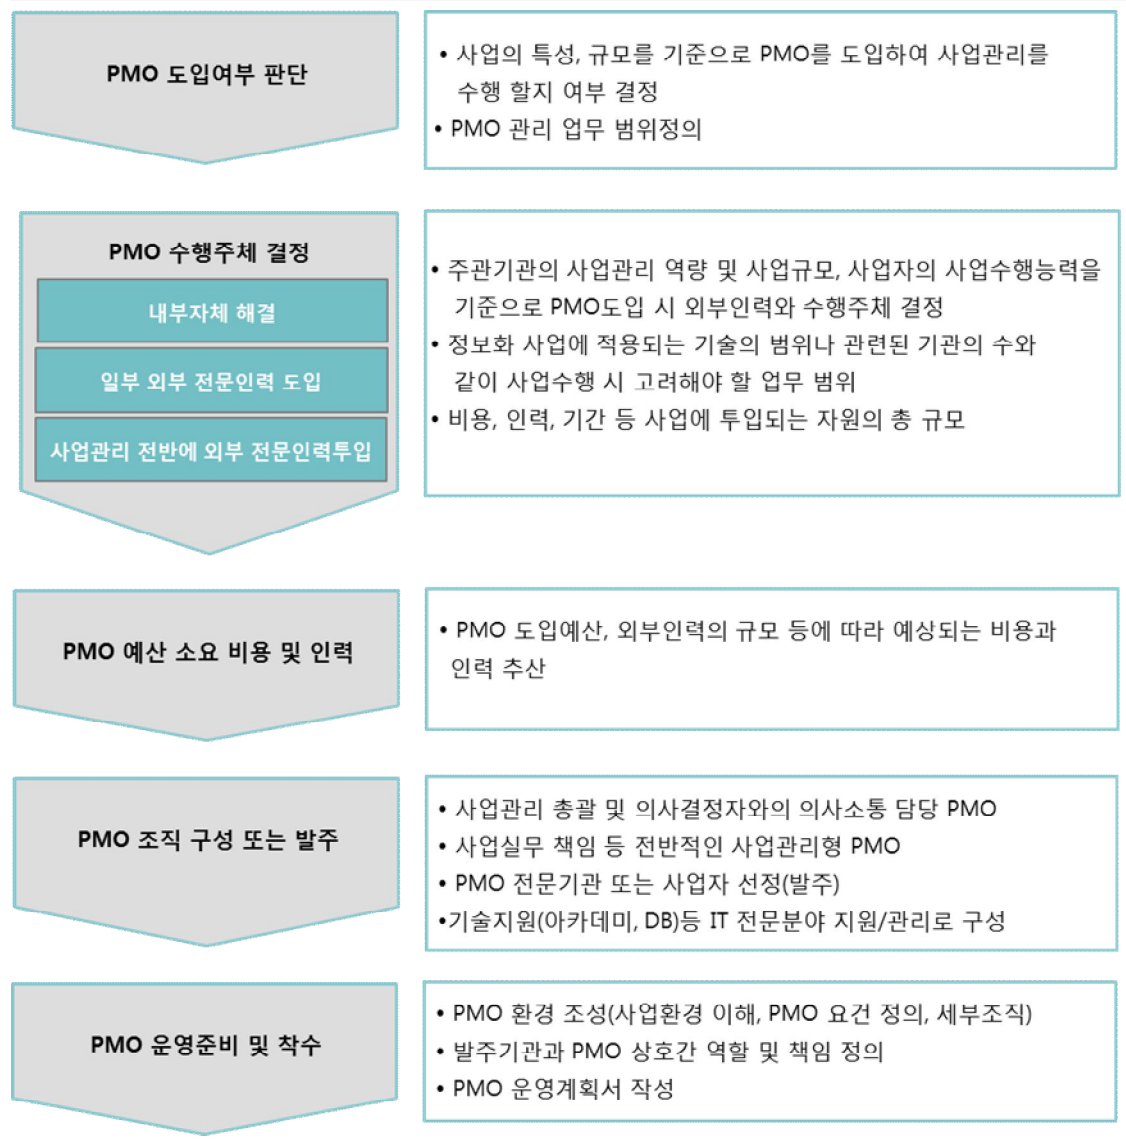 PMO 도입여부 판단
• 사업의 특성, 규모를 기준으로 PMO를 도입하여 사업관리를
수행 할지 여부 결정
• PMO 관리 업무 범위정의
PMO 수행주체 결정
내부자체 해결
일부 외부 전문인력 도입
사업관리 전반에 외부 전문인력투입
• 주관기관의 사업관리 역량 및 사업규모, 사업자의 사업수행능력을
기준으로 PMO도입 시 외부인력와 수행주체 결정
• 정보화 사업에 적용되는 기술의 범위나 관련된 기관의 수와
같이 사업수행 시 고려해야 할 업무 범위
• 비용, 인력, 기간 등 사업에 투입되는 자원의 총 규모
PMO 예산 소요 비용 및 인력
• PMO 도입예산, 외부인력의 규모 등에 따라 예상되는 비용과
인력 추산
PMO 조직 구성 또는 발주
• 사업관리 총괄 및 의사결정자와의 의사소통 담당 PMO
• 사업실무 책임 등 전반적인 사업관리형 PMO
• PMO 전문기관 또는 사업자 선정(발주)
•기술지원(아카데미, DB)등 IT 전문분야 지원/관리로 구성
PMO 운영준비 및 착수
• PMO 환경 조성(사업환경 이해, PMO 요건 정의, 세부조직)
• 발주기관과 PMO 상호간 역할 및 책임 정의
• PMO 운영계획서 작성